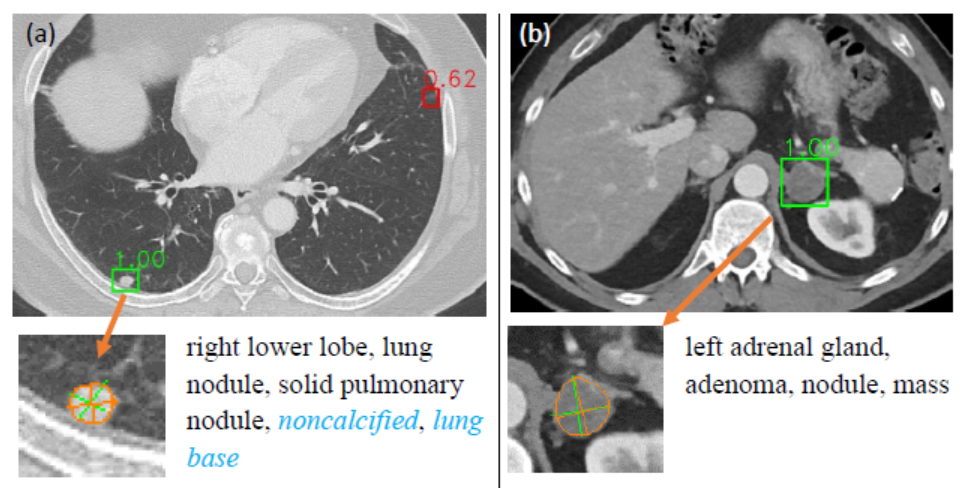 (a)
0.62
1.00
right lower lobe, lung
nodule, solid pulmonary
nodule, noncalcified, lung
base
(b)
1.00
left adrenal gland,
adenoma, nodule, mass